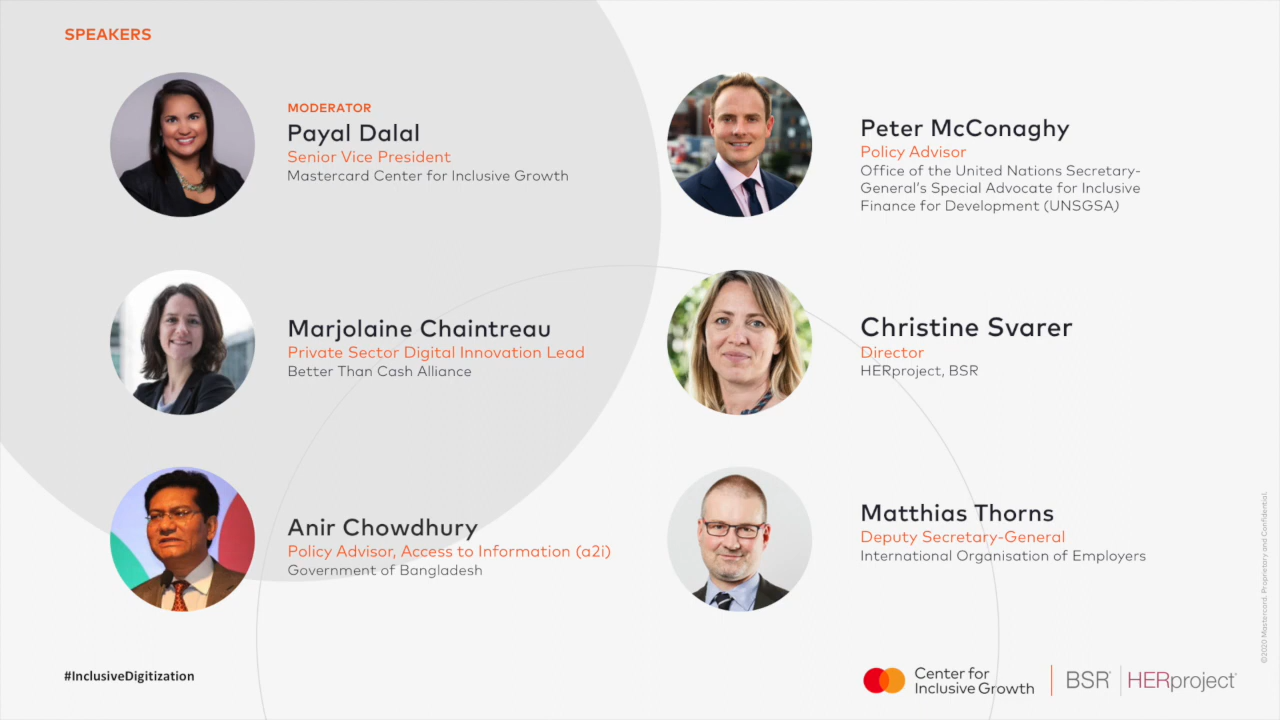 SPEAKERS
MODERATOR
Payal Dalal
Senior Vice President
Mastercard Center for Inclusive Growth
Peter McConaghy
Policy Advisor
Office of the United Nations Secretary-
General's Special Advocate for Inclusive
Finance for Development (UNSGSA)
Marjolaine Chaintreau
Private Sector Digital Innovation Lead
Better Than Cash Alliance
Christine Svarer
Director
HERproject, BSR
Anir Chowdhury
Policy Advisor, Access to Information (a2i)
Government of Bangladesh
Matthias Thorns
Deputy Secretary-General
International Organisation of Employers
#InclusiveDigitization
Center for
Inclusive Growth
BSR® HERproject™
©2020 Mastercard. Proprietary and Confidential.